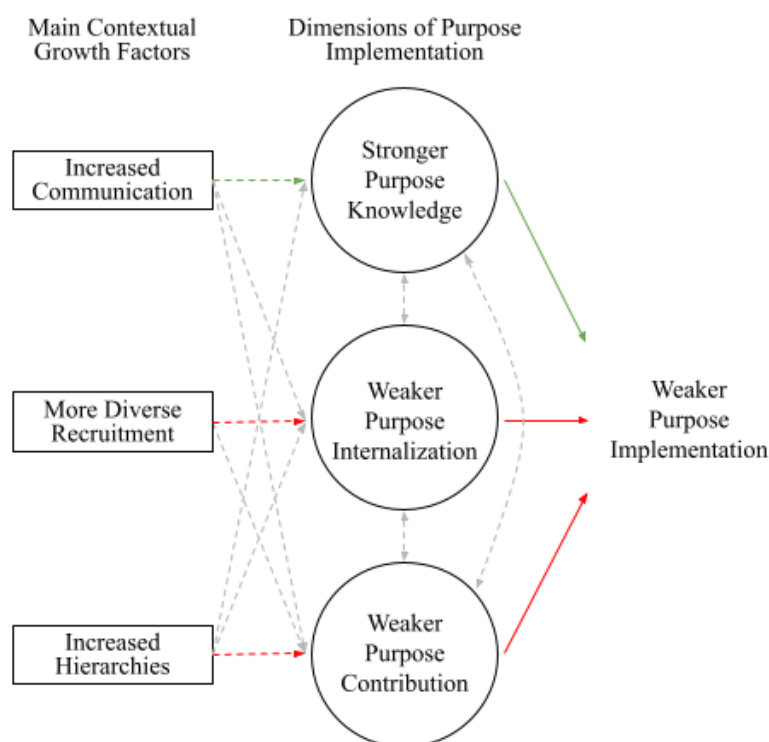 Main Contextual
Growth Factors
Dimensions of Purpose
Implementation
Increased
Communication
Stronger
Purpose
Knowledge
More Diverse
Recruitment
Weaker
Purpose
Internalization
Weaker
Purpose
Implementation
Increased
Hierarchies
Weaker
Purpose
Contribution